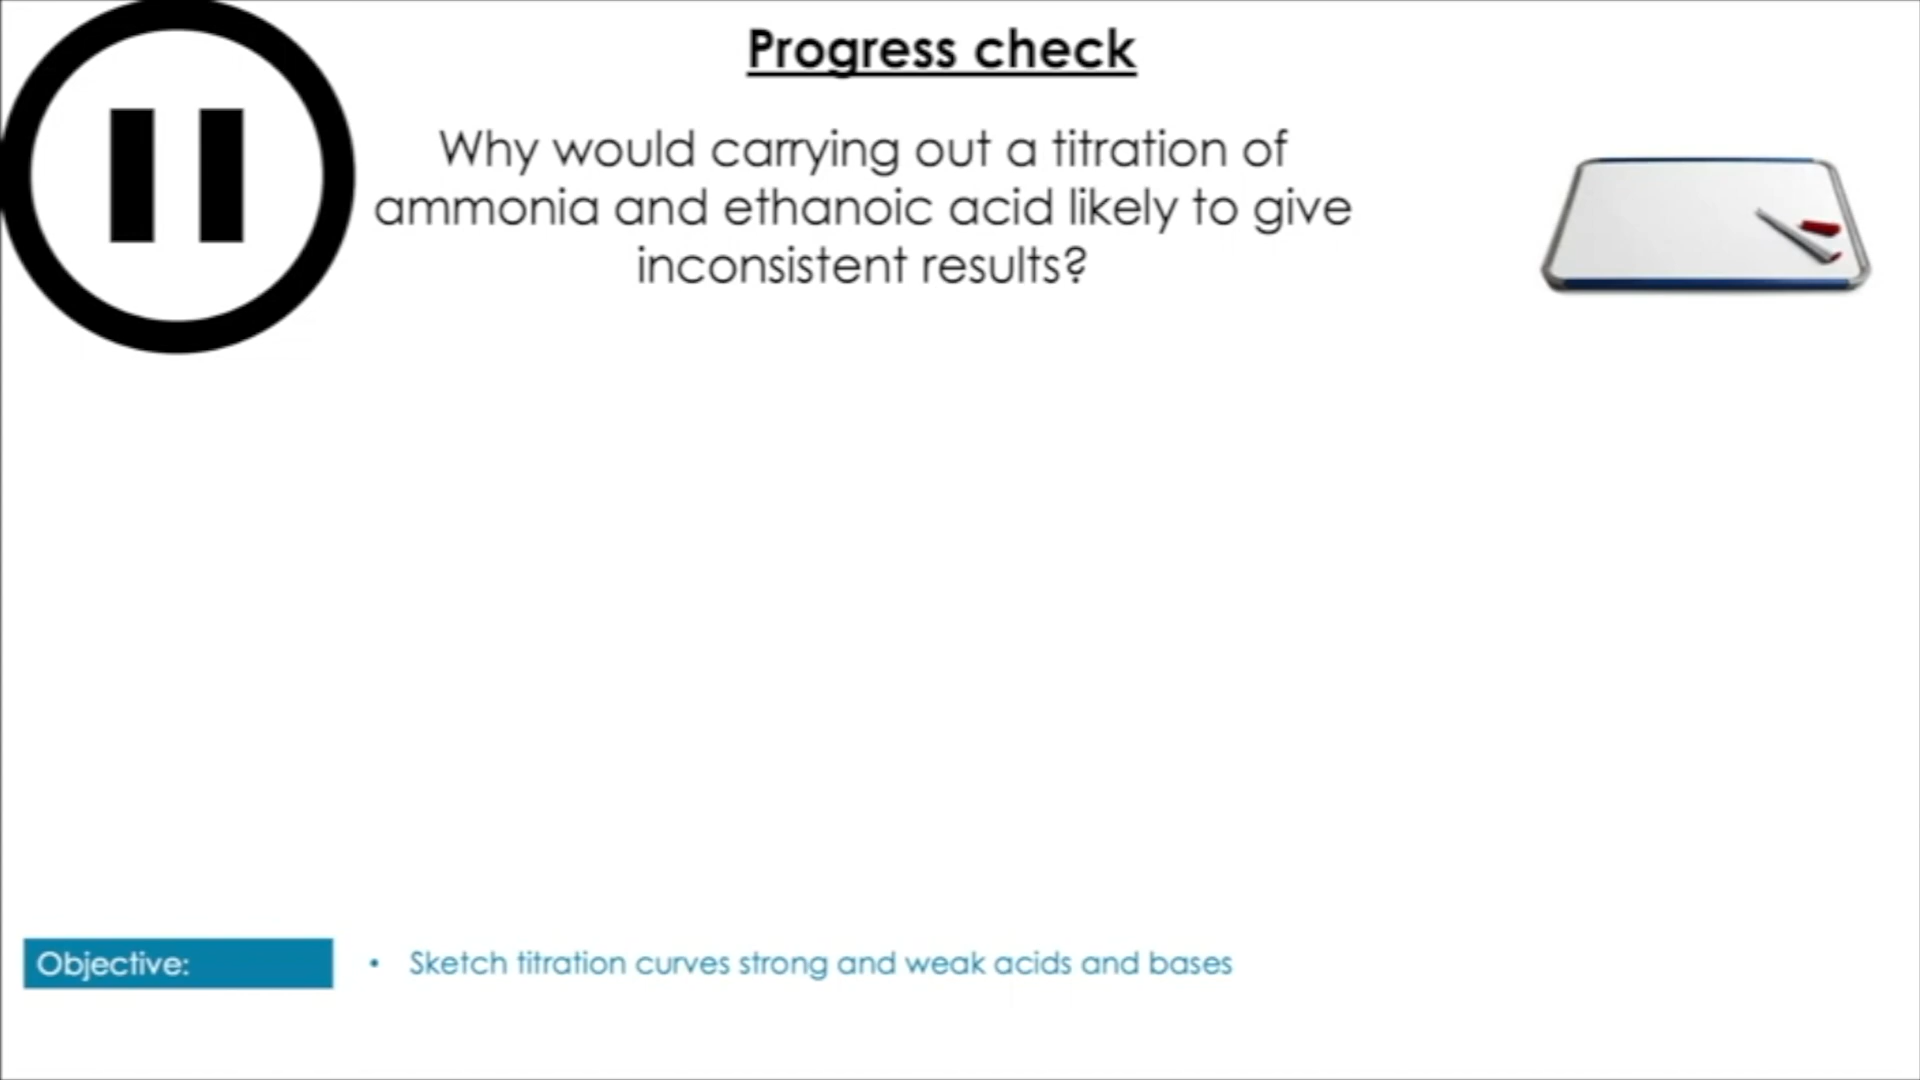 Progress check
Why would carrying out a titration of
ammonia and ethanoic acid likely to give
inconsistent results?
Objective:
• Sketch titration curves strong and weak acids and bases